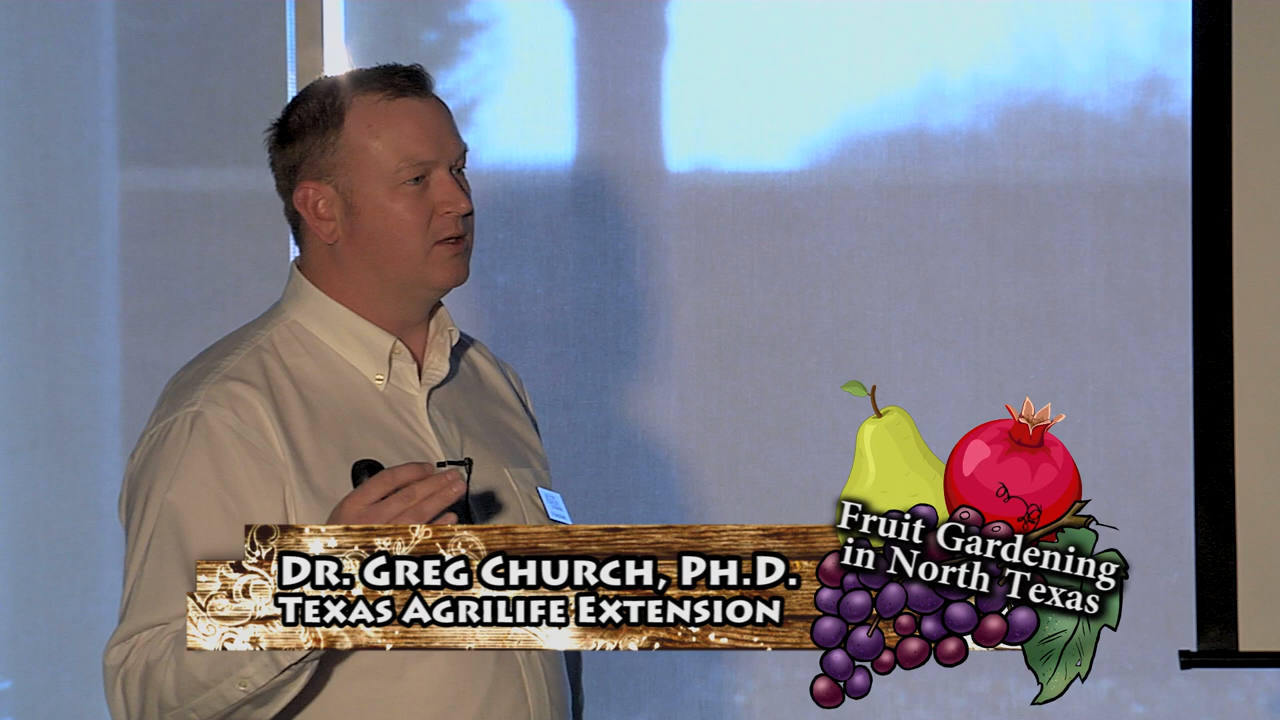 Dr. Greg Church, Ph.D.
Texas AgriLife Extension
Fruit Gardening
in North Texas